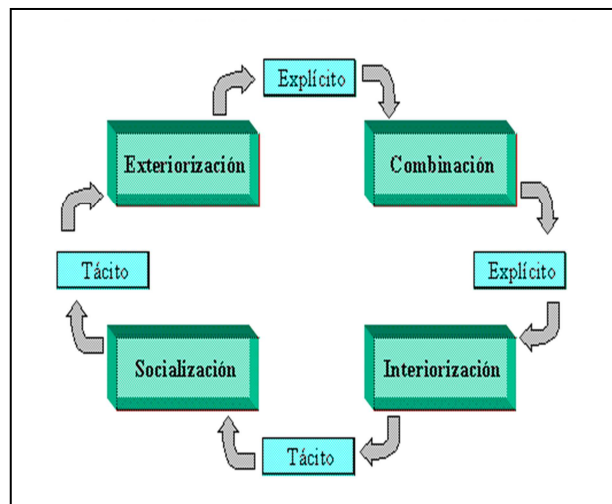 Explícito
Exteriorización
Combinación
Tácito
Explícito
Socialización
Interiorización
Tácito